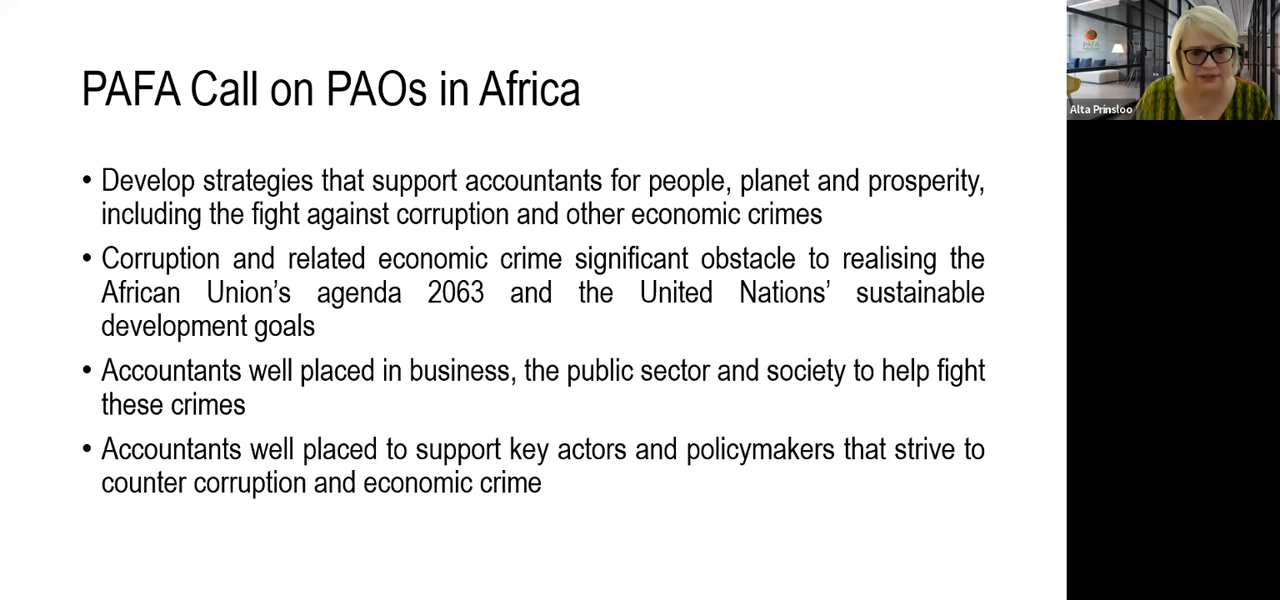 PAFA Call on PAOs in Africa
• Develop strategies that support accountants for people, planet and prosperity,
including the fight against corruption and other economic crimes
• Corruption and related economic crime significant obstacle to realising the
African Union’s agenda 2063 and the United Nations’ sustainable
development goals
• Accountants well placed in business, the public sector and society to help fight
these crimes
• Accountants well placed to support key actors and policymakers that strive to
counter corruption and economic crime
PAFA
Alta Prinsloo